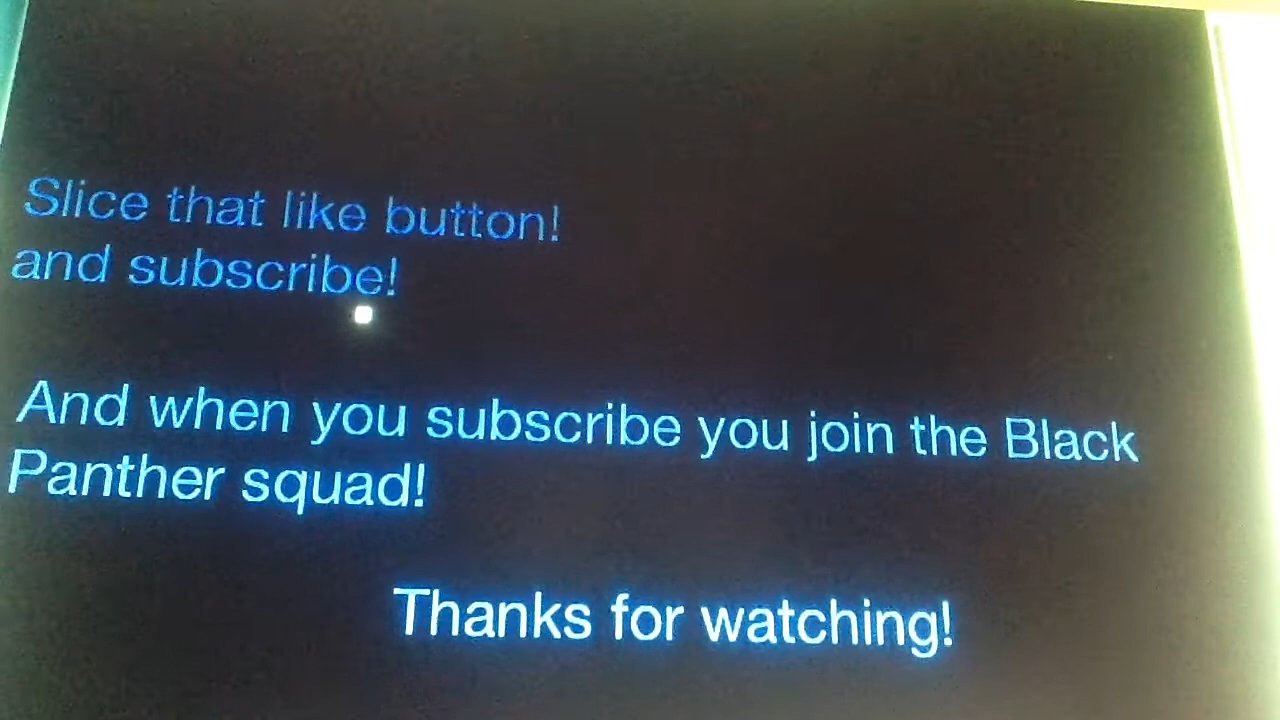 Slice that like button!
and subscribe!
And when you subscribe you join the Black
Panther squad!
Thanks for watching!